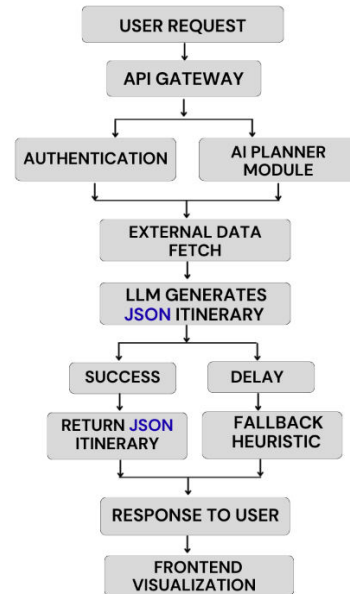 USER REQUEST
API GATEWAY
AUTHENTICATION
AI PLANNER
MODULE
EXTERNAL DATA
FETCH
LLM GENERATES
JSON ITINERARY
SUCCESS
DELAY
RETURN JSON
ITINERARY
FALLBACK
HEURISTIC
RESPONSE TO USER
FRONTEND
VISUALIZATION